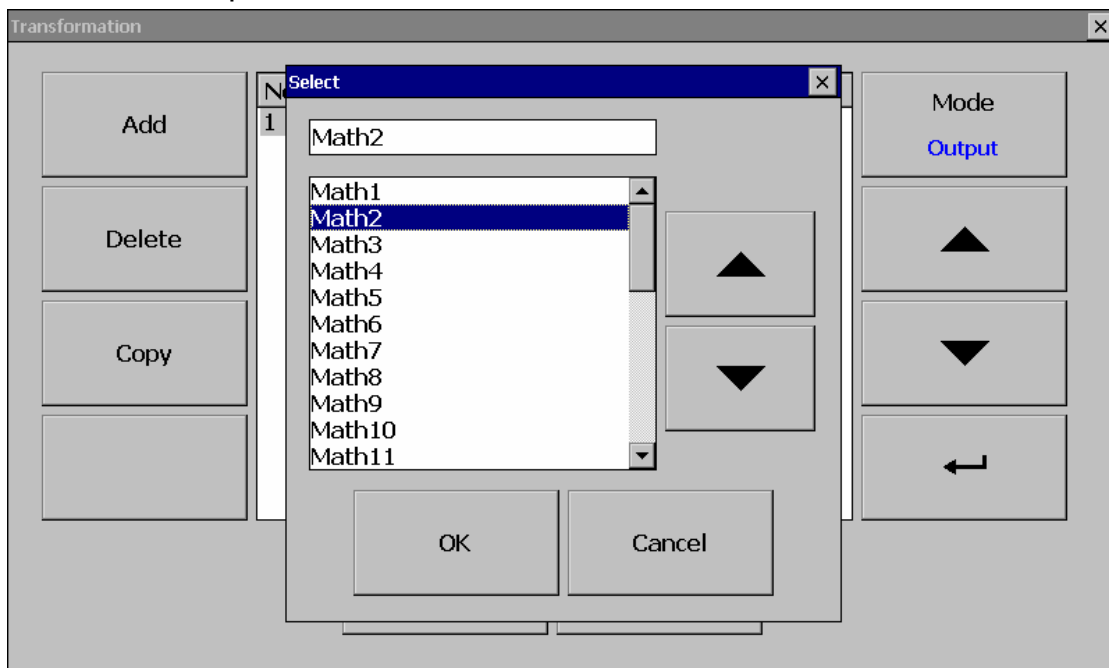 Transformation
Select
Add
1
Math2
Mode
Output
Math1
Math2
Math3
Math4
Math5
Math6
Math7
Math8
Math9
Math10
Math11
Delete
Copy
OK
Cancel